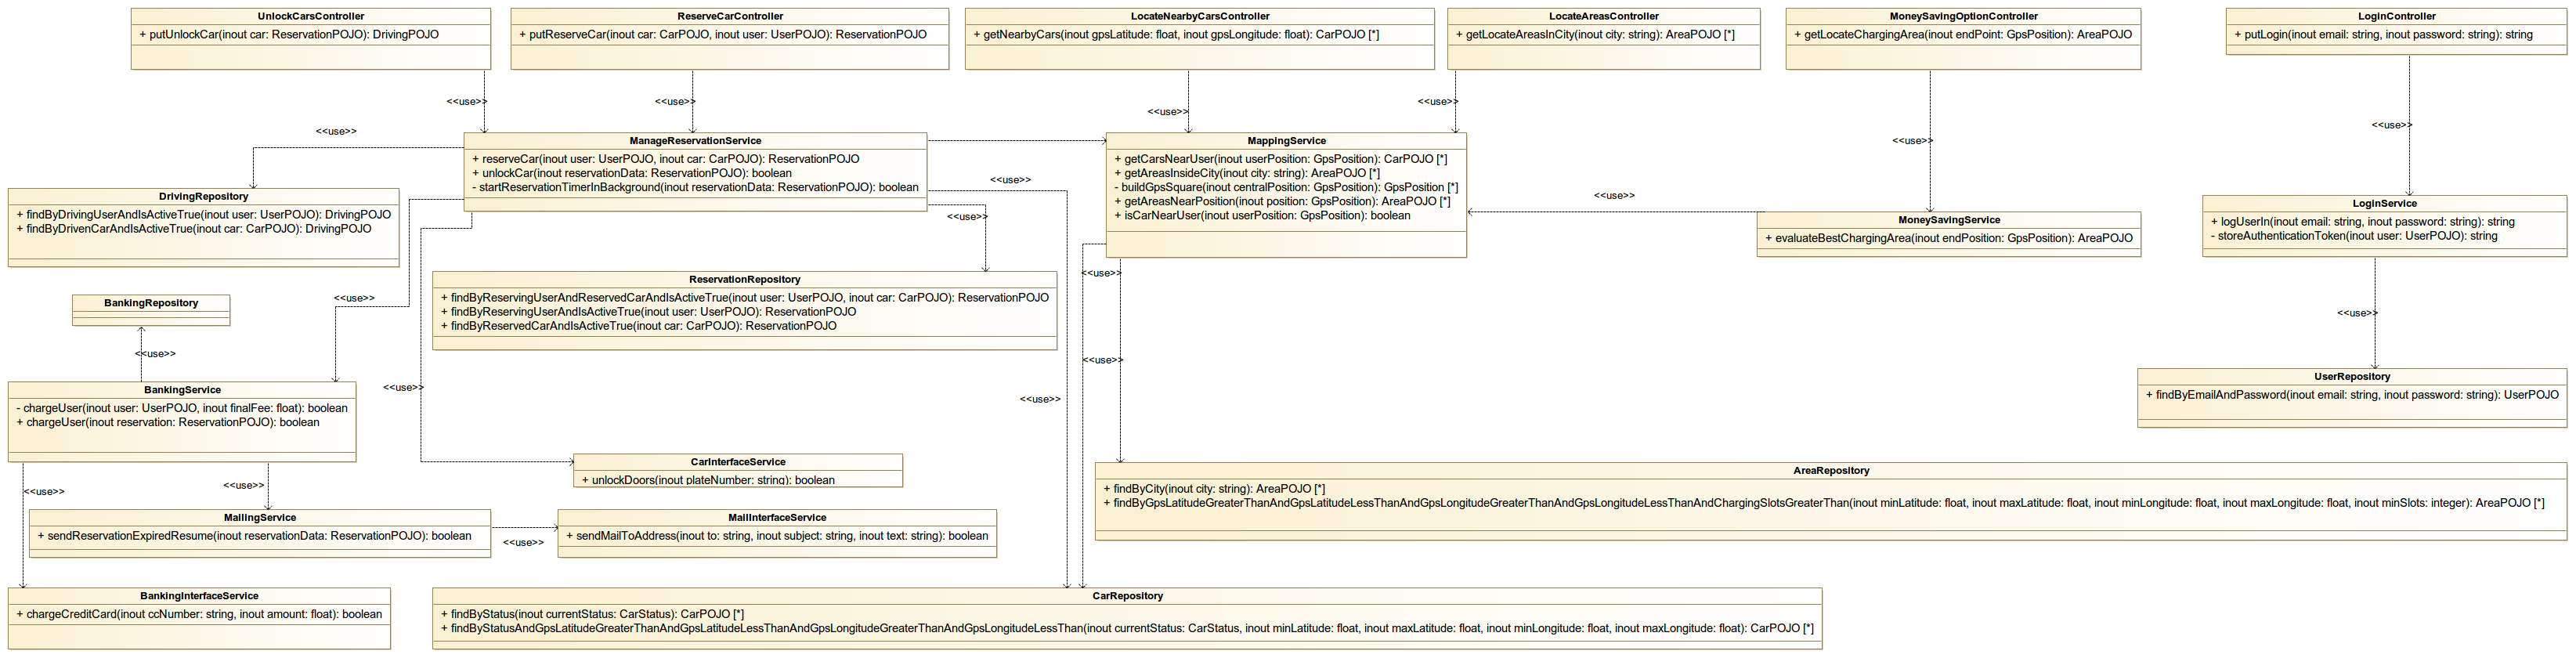 UnlockCarsController
+ putUnlockCar(inout car: ReservationPOJO): DrivingPOJO
ReserveCarController
+ putReserveCar(inout car: CarPOJO, inout user: UserPOJO): ReservationPOJO
LocateNearbyCarsController
+ getNearbyCars(inout gpsLatitude: float, inout gpsLongitude: float): CarPOJO [*]
LocateAreasController
+ getLocateAreasInCity(inout city: string): AreaPOJO [*]
MoneySavingOptionController
+ getLocateChargingArea(inout endPoint: GpsPosition): AreaPOJO
LoginController
+ putLogin(inout email: string, inout password: string): string
<<use>>
<<use>>
<<use>>
<<use>>
<<use>>
<<use>>
<<use>>
ManageReservationService
+ reserveCar(inout user: UserPOJO, inout car: CarPOJO): ReservationPOJO
+ unlockCar(inout reservationData: ReservationPOJO): boolean
- startReservationTimerInBackground(inout reservationData: ReservationPOJO): boolean
MappingService
+ getCarsNearUser(inout userPosition: GpsPosition): CarPOJO [*]
+ getAreasInsideCity(inout city: string): AreaPOJO [*]
- buildGpsSquare(inout centralPosition: GpsPosition): GpsPosition [*]
+ getAreasNearPosition(inout position: GpsPosition): AreaPOJO [*]
+ isCarNearUser(inout userPosition: GpsPosition): boolean
<<use>>
<<use>>
<<use>>
DrivingRepository
+ findByDrivingUserAndIsActiveTrue(inout user: UserPOJO): DrivingPOJO
+ findByDrivenCarAndIsActiveTrue(inout car: CarPOJO): DrivingPOJO
MoneySavingService
+ evaluateBestChargingArea(inout endPosition: GpsPosition): AreaPOJO
LoginService
+ logUserIn(inout email: string, inout password: string): string
- storeAuthenticationToken(inout user: UserPOJO): string
<<use>>
<<use>>
<<use>>
ReservationRepository
+ findByReservingUserAndReservedCarAndIsActiveTrue(inout user: UserPOJO, inout car: CarPOJO): ReservationPOJO
+ findByReservingUserAndIsActiveTrue(inout user: UserPOJO): ReservationPOJO
+ findByReservedCarAndIsActiveTrue(inout car: CarPOJO): ReservationPOJO
BankingRepository
<<use>>
<<use>>
<<use>>
<<use>>
<<use>>
UserRepository
+ findByEmailAndPassword(inout email: string, inout password: string): UserPOJO
BankingService
- chargeUser(inout user: UserPOJO, inout finalFee: float): boolean
+ chargeUser(inout reservation: ReservationPOJO): boolean
CarInterfaceService
+ unlockDoors(inout plateNumber: string): boolean
AreaRepository
+ findByCity(inout city: string): AreaPOJO [*]
+ findByGpsLatitudeGreaterThanAndGpsLatitudeLessThanAndGpsLongitudeGreaterThanAndGpsLongitudeLessThanAndChargingSlotsGreaterThan(inout minLatitude: float, inout maxLatitude: float, inout minLongitude: float, inout maxLongitude: float, inout minSlots: integer): AreaPOJO [*]
<<use>>
<<use>>
MailingService
+ sendReservationExpiredResume(inout reservationData: ReservationPOJO): boolean
<<use>>
MailInterfaceService
+ sendMailToAddress(inout to: string, inout subject: string, inout text: string): boolean
BankingInterfaceService
+ chargeCreditCard(inout ccNumber: string, inout amount: float): boolean
CarRepository
+ findByStatus(inout currentStatus: CarStatus): CarPOJO [*]
+ findByStatusAndGpsLatitudeGreaterThanAndGpsLatitudeLessThanAndGpsLongitudeGreaterThanAndGpsLongitudeLessThan(inout currentStatus: CarStatus, inout minLatitude: float, inout maxLatitude: float, inout minLongitude: float, inout maxLongitude: float): CarPOJO [*]